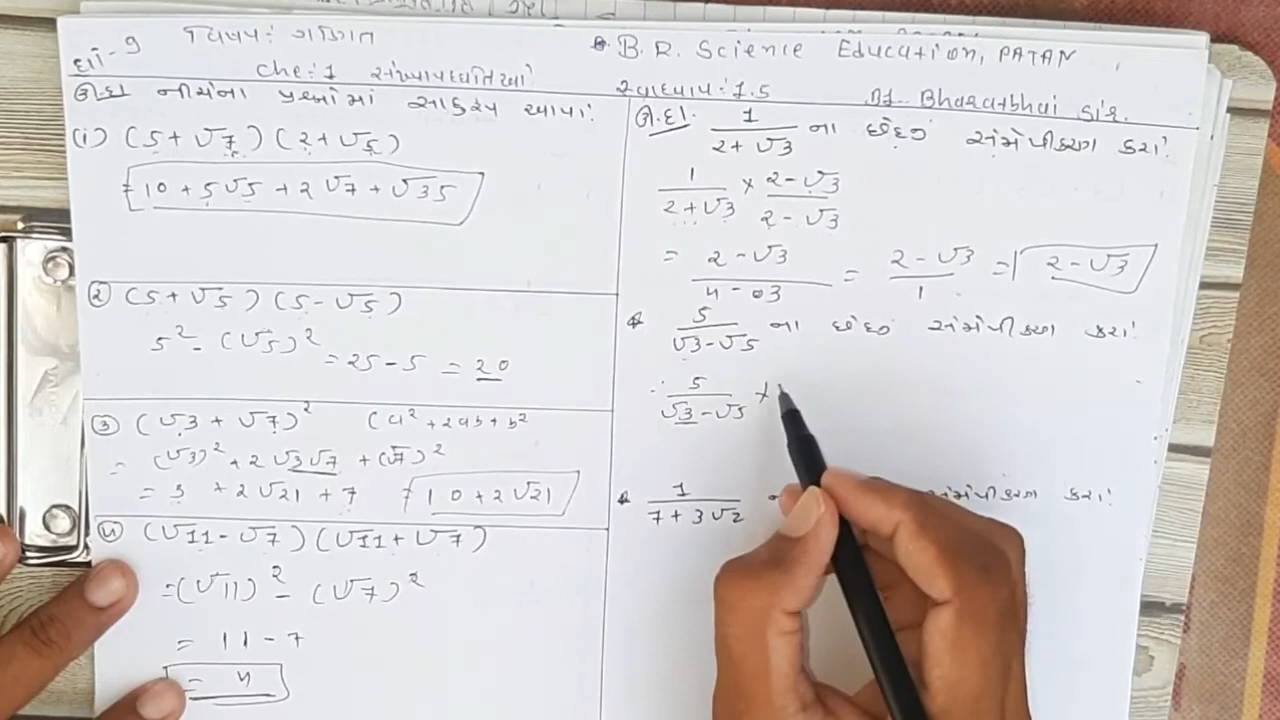 ધો-9 વિષય: ગણિત
B.R. Science Education, PATAN
che:1 સંખ્યાપધ્ધતિઓ
સ્વાધ્યાય: 1.5
Bharatbhai
ઉ.દા નીચેના પ્રશ્નોમાં સાદુરૂપ આપો:
(i) (5+√7)(2+√5)
=10+5√5+2√7+√35
② (5+√5)(5-√5)
5² - (√5)² = 25-5 = 20
③ (√3+√7)² (a²+2ab+b²
= (√3)²+2√3√7+(√7)²
= 3 +2√21+7 = 10+2√21
૪ (√11-√7)(√11+√7)
=(√11)² - (√7)²
= 11-7
= 4
ઉ.દા. 1/(2+√3) ના છેદનું સંમેયીકરણ કરો:
1/(2+√3) × (2-√3)/(2-√3)
= (2-√3)/(4-3) = (2-√3)/1 = 2-√3
* 5/(√3-√5) ના છેદનું સંમેયીકરણ કરો:
∴ 5/(√3-√5) ×
* 1/(7+3√2) સંમેયીકરણ કરો: